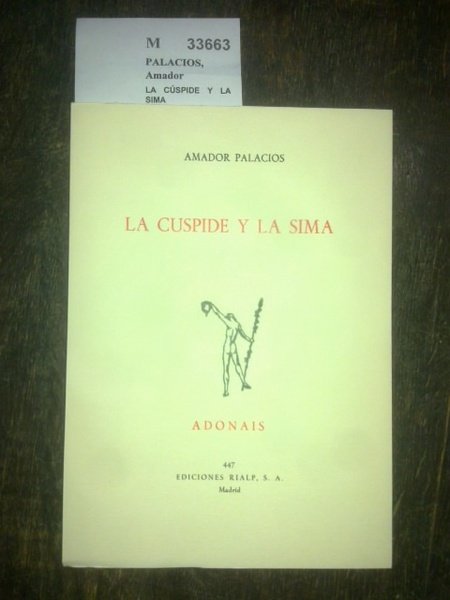 M 33663
PALACIOS,
Amador
LA CÚSPIDE Y LA
SIMA
AMADOR PALACIOS
LA CUSPIDE Y LA SIMA
ADONAIS
447
EDICIONES RIALP, S. A.
Madrid